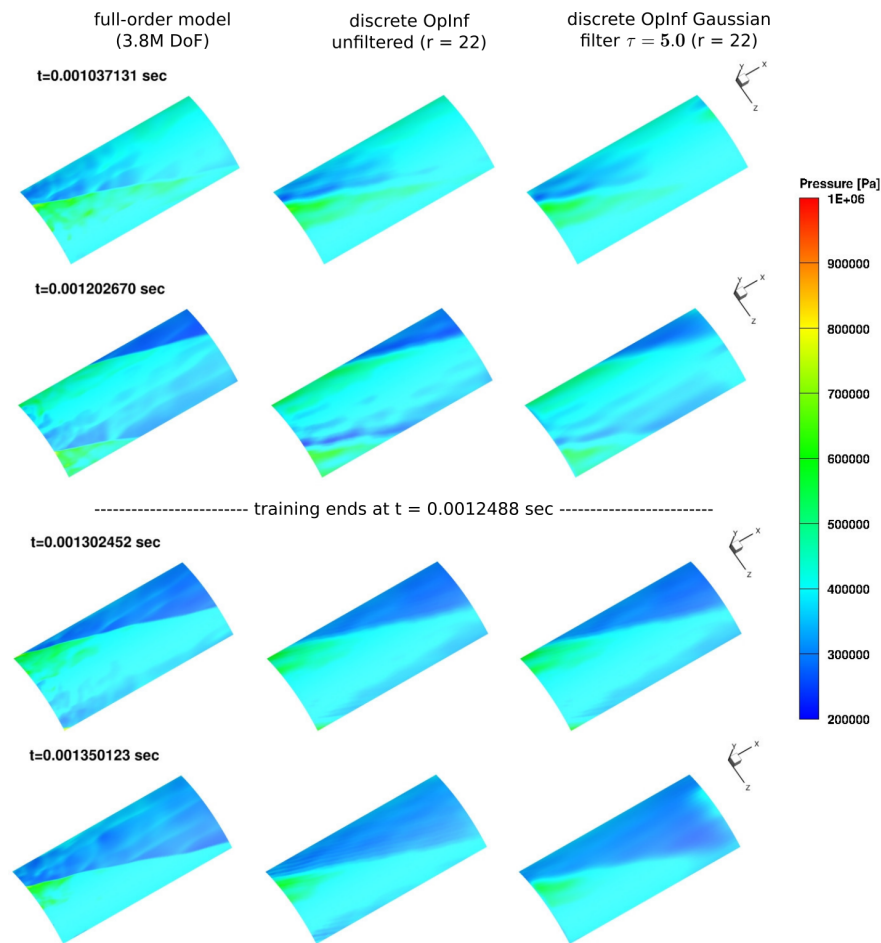 full-order model
(3.8M DoF)
discrete OpInf
unfiltered (r = 22)
discrete OpInf Gaussian
filter τ = 5.0 (r = 22)
t=0.001037131 sec
Y
X
Z
Pressure [Pa]
1E+06
900000
800000
700000
600000
500000
400000
300000
200000
t=0.001202670 sec
Y
X
Z
------------------------ training ends at t = 0.0012488 sec ------------------------
t=0.001302452 sec
Y
X
Z
t=0.001350123 sec
Y
X
Z